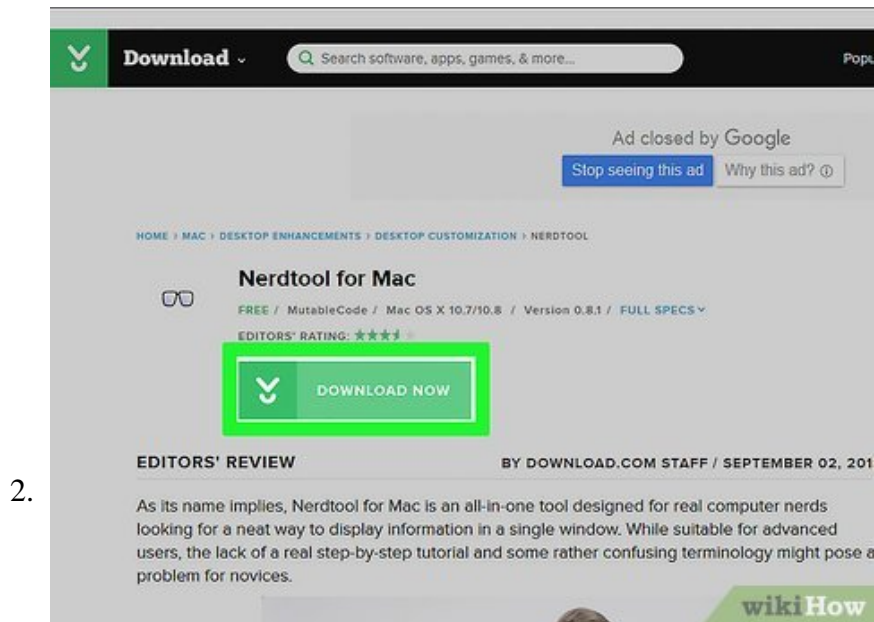 Download
Search software, apps, games, & more...
Ad closed by Google
Stop seeing this ad Why this ad?
HOME > MAC > DESKTOP ENHANCEMENTS > DESKTOP CUSTOMIZATION > NERDTOOL
Nerdtool for Mac
FREE / MutableCode / Mac OS X 10.7/10.8 / Version 0.8.1 / FULL SPECS
EDITORS' RATING:
DOWNLOAD NOW
EDITORS' REVIEW BY DOWNLOAD.COM STAFF / SEPTEMBER 02, 201
2.
As its name implies, Nerdtool for Mac is an all-in-one tool designed for real computer nerds
looking for a neat way to display information in a single window. While suitable for advanced
users, the lack of a real step-by-step tutorial and some rather confusing terminology might pose a
problem for novices.
wikiHow